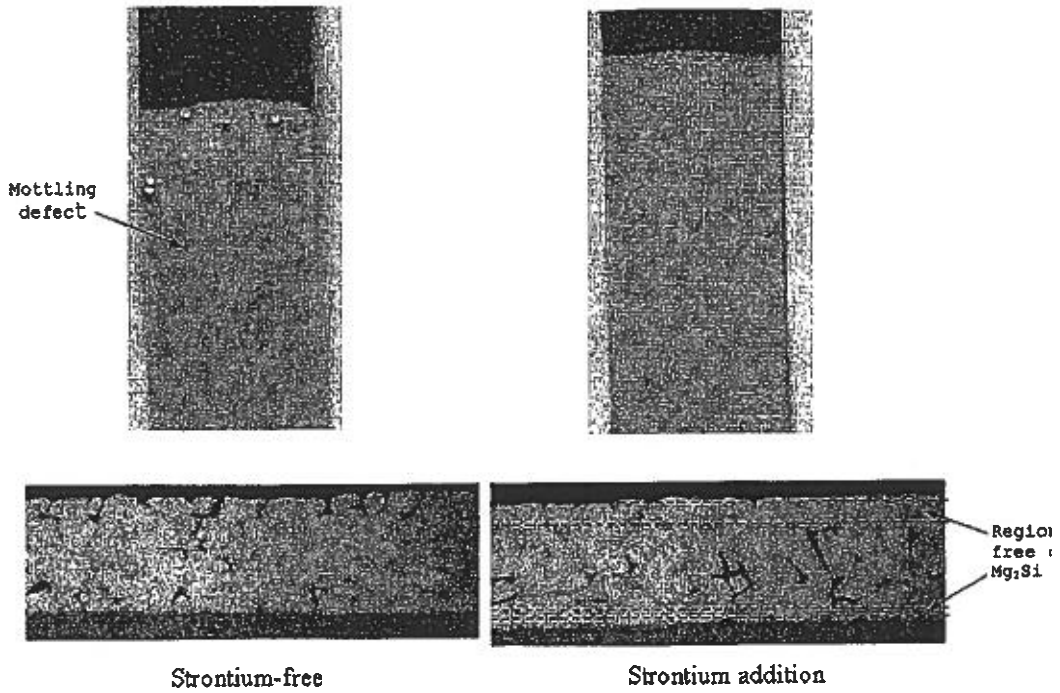 Mottling
defect
Region
free
Mg₂Si
Strontium-free
Strontium addition